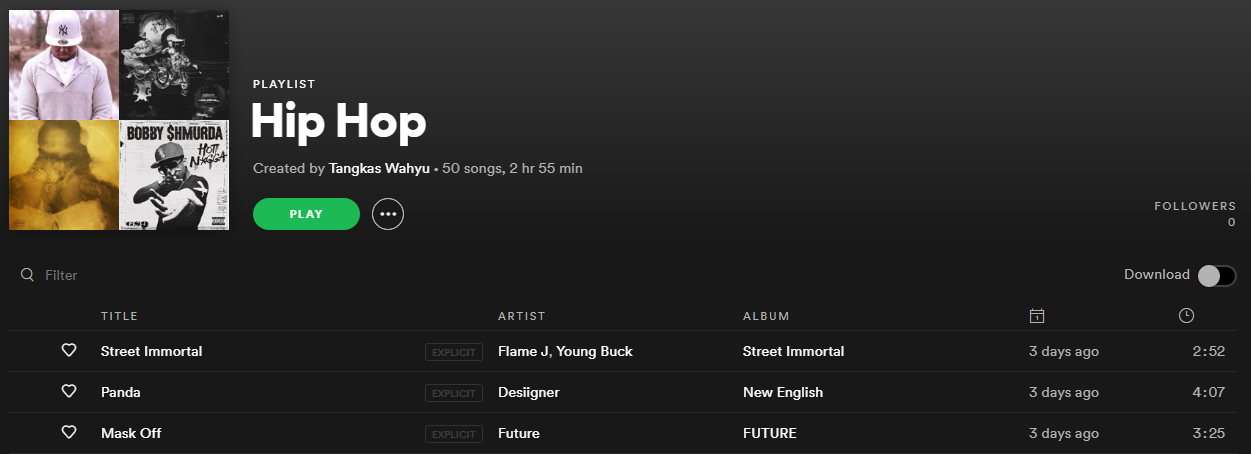 BOBBY $HMURDA
GS9
PLAYLIST
Hip Hop
Created by Tangkas Wahyu • 50 songs, 2 hr 55 min
PLAY
FOLLOWERS
0
Filter
Download
TITLE ARTIST ALBUM
Street Immortal EXPLICIT Flame J, Young Buck Street Immortal 3 days ago 2:52
Panda EXPLICIT Desiigner New English 3 days ago 4:07
Mask Off EXPLICIT Future FUTURE 3 days ago 3:25